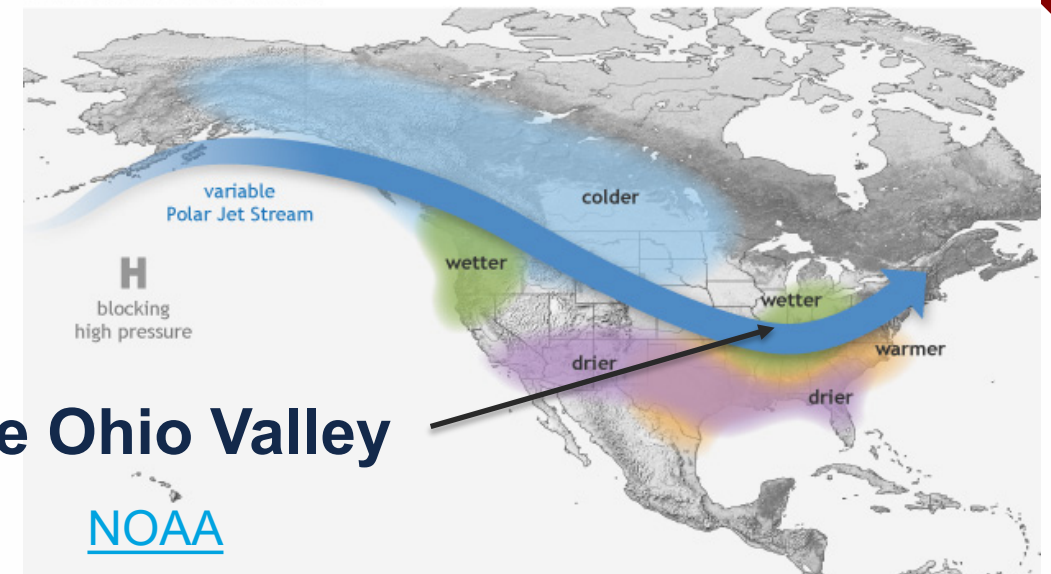 variable
Polar Jet Stream
colder
wetter
H
blocking
high pressure
wetter
warmer
drier
drier
e Ohio Valley
NOAA